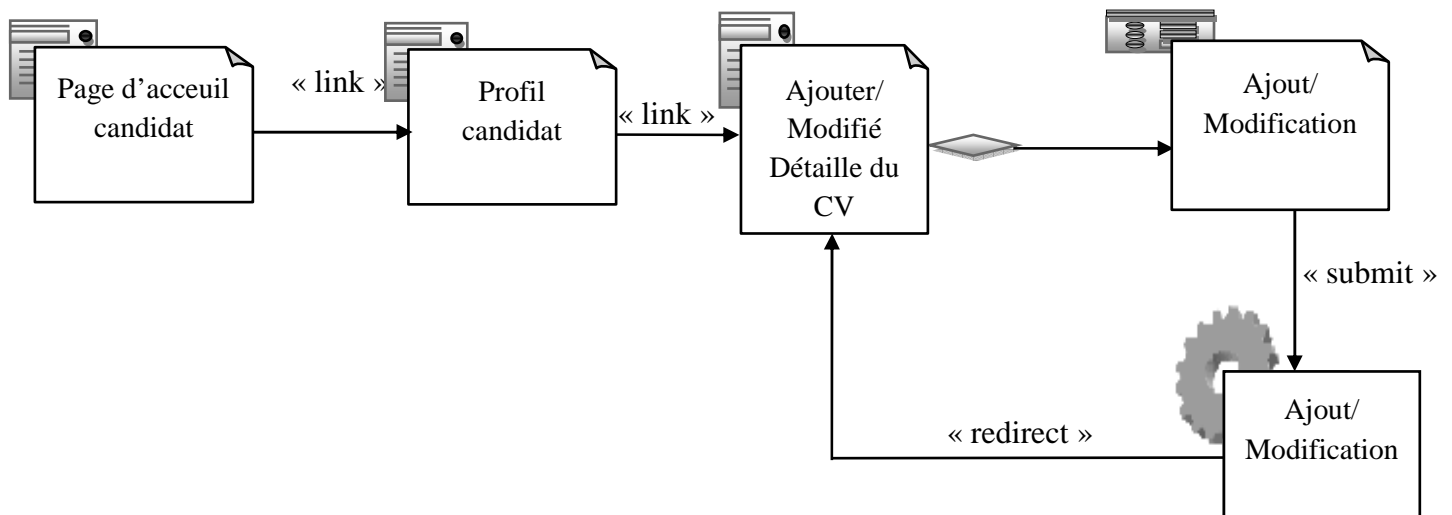 Page d’acceuil
candidat
« link »
Profil
candidat
« link »
Ajouter/
Modifié
Détaille du
CV
Ajout/
Modification
« submit »
Ajout/
Modification
« redirect »